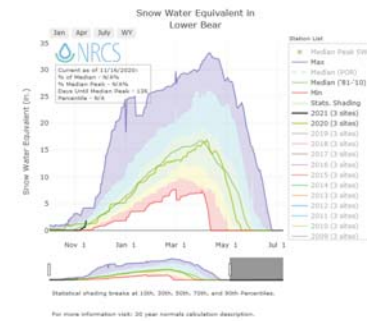 Snow Water Equivalent in
Lower Bear
Jan Apr July WY
NRCS
Current as of 11/16/2020:
% of Median - N/A%
% Median Peak - N/A%
Days Until Median Peak - 136
Percentile - N/A
Snow Water Equivalent (in.)
35
30
25
20
15
10
5
0
Nov 1 Jan 1 Mar 1 May 1 Jul 1
Station List
Median Peak SWE
Max
Median (POR)
Median ('81-'10)
Min
Stats. Shading
2021 (3 sites)
2020 (3 sites)
2019 (3 sites)
2018 (3 sites)
2017 (3 sites)
2016 (3 sites)
2015 (3 sites)
2014 (3 sites)
2013 (3 sites)
2012 (3 sites)
2011 (3 sites)
2010 (3 sites)
2009 (3 sites)
Statistical shading breaks at 10th, 30th, 50th, 70th, and 90th Percentiles.
For more information visit: 30 year normals calculation description.